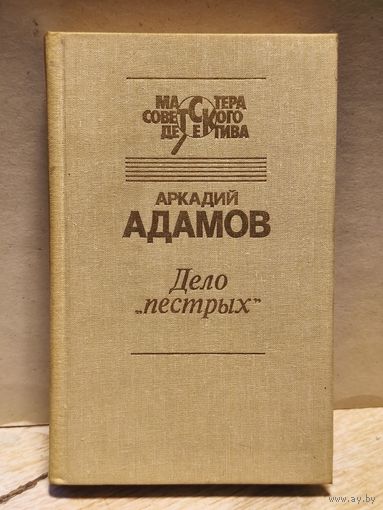 МАСТЕРА
СОВЕТСКОГО
ДЕТЕКТИВА
АРКАДИЙ
АДАМОВ
Дело
„пестрых”
www.ay.by